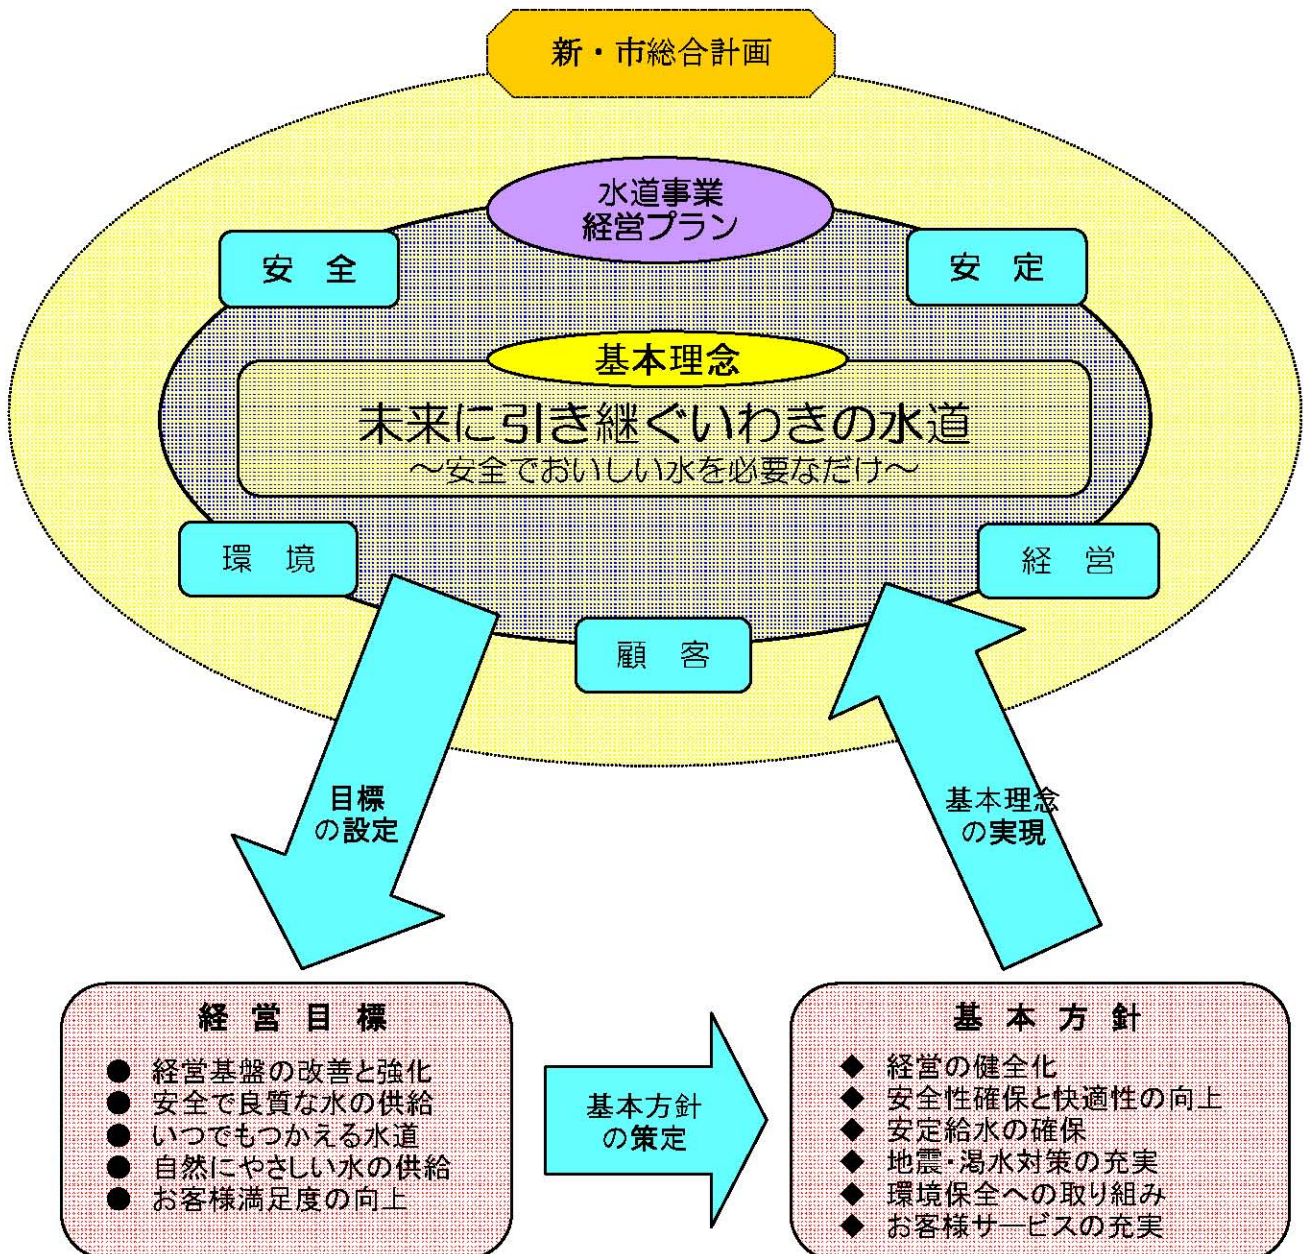 新・市総合計画
水道事業
経営プラン
安　全
安　定
基本理念
未来に引き継ぐいわきの水道
～安全でおいしい水を必要なだけ～
環　境
経　営
顧　客
目標
の設定
基本理念
の実現
経　営　目　標
● 経営基盤の改善と強化
● 安全で良質な水の供給
● いつでもつかえる水道
● 自然にやさしい水の供給
● お客様満足度の向上
基本方針
の策定
基　本　方　針
◆ 経営の健全化
◆ 安全性確保と快適性の向上
◆ 安定給水の確保
◆ 地震・渇水対策の充実
◆ 環境保全への取り組み
◆ お客様サービスの充実